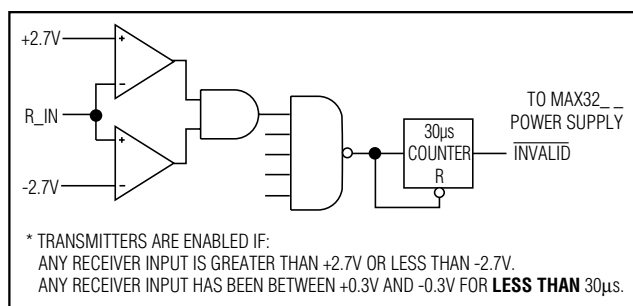 +2.7V
+
-
R_IN
+
-2.7V
-
30µs
COUNTER
R
TO MAX32_ _
POWER SUPPLY
INVALID
* TRANSMITTERS ARE ENABLED IF:
ANY RECEIVER INPUT IS GREATER THAN +2.7V OR LESS THAN -2.7V.
ANY RECEIVER INPUT HAS BEEN BETWEEN +0.3V AND -0.3V FOR LESS THAN 30µs.